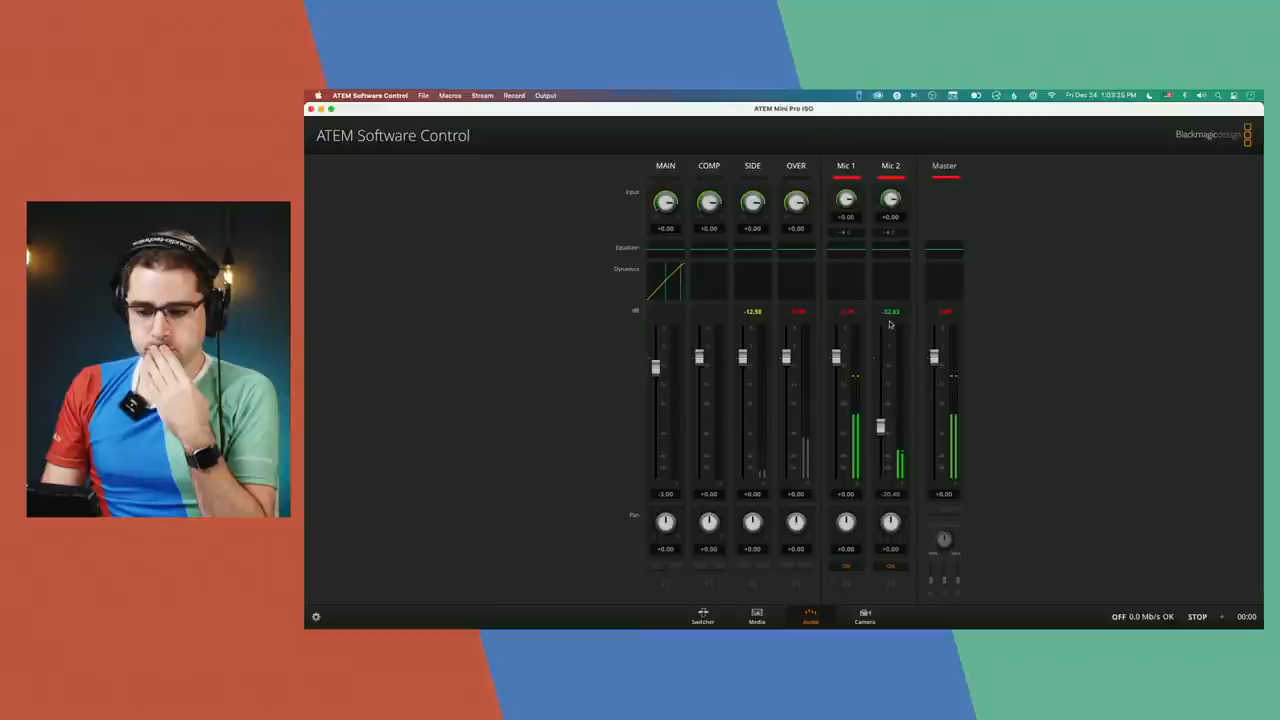 ATEM Software Control File Macros Stream Record Output Fri Dec 24 1:03:25 PM
ATEM Mini Pro ISO
ATEM Software Control
Blackmagicdesign
MAIN COMP SIDE OVER Mic 1 Mic 2 Master
Input
+0.00 +0.00 +0.00 +0.00 +0.00 +0.00
Equalizer
Dynamics
dB -12.98 -32.83
-3.00 +0.00 +0.00 +0.00 +0.00 -20.40 +0.00
Pan
+0.00 +0.00 +0.00 +0.00 +0.00 +0.00
ON ON
Switcher Media Audio Camera
OFF 0.0 Mb/s OK STOP 00:00
audio-technica